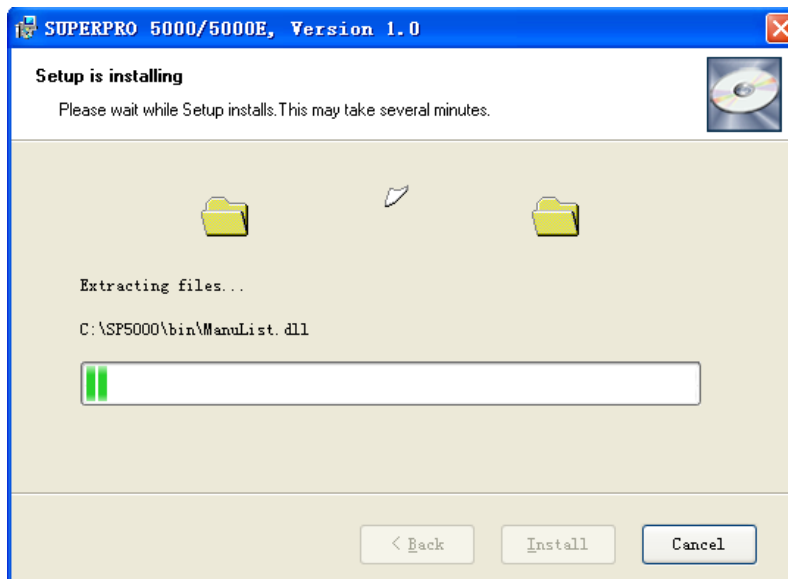 SUPERPRO 5000/5000E, Version 1.0
Setup is installing
Please wait while Setup installs.This may take several minutes.
Extracting files...
C:\SP5000\bin\ManuList.dll
< Back
Install
Cancel